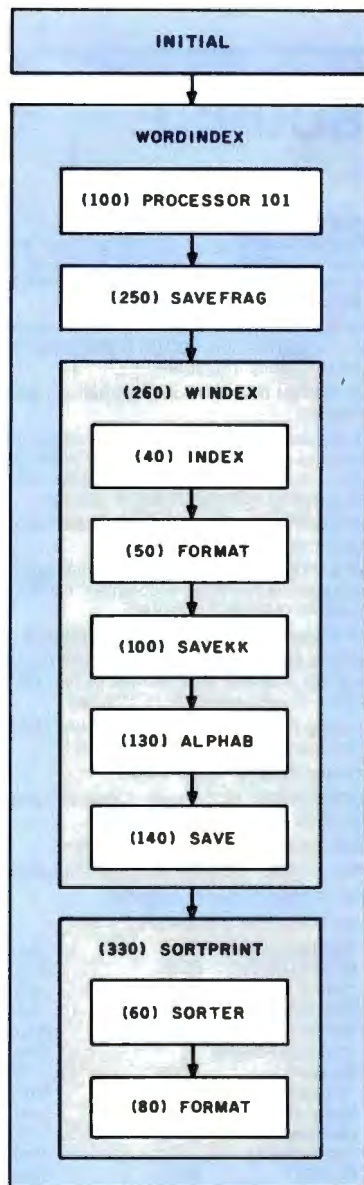 INITIAL
WORDINDEX
(100) PROCESSOR 101
(250) SAVEFRAG
(260) WINDEX
(40) INDEX
(50) FORMAT
(100) SAVEKK
(130) ALPHAB
(140) SAVE
(330) SORTPRINT
(60) SORTER
(80) FORMAT